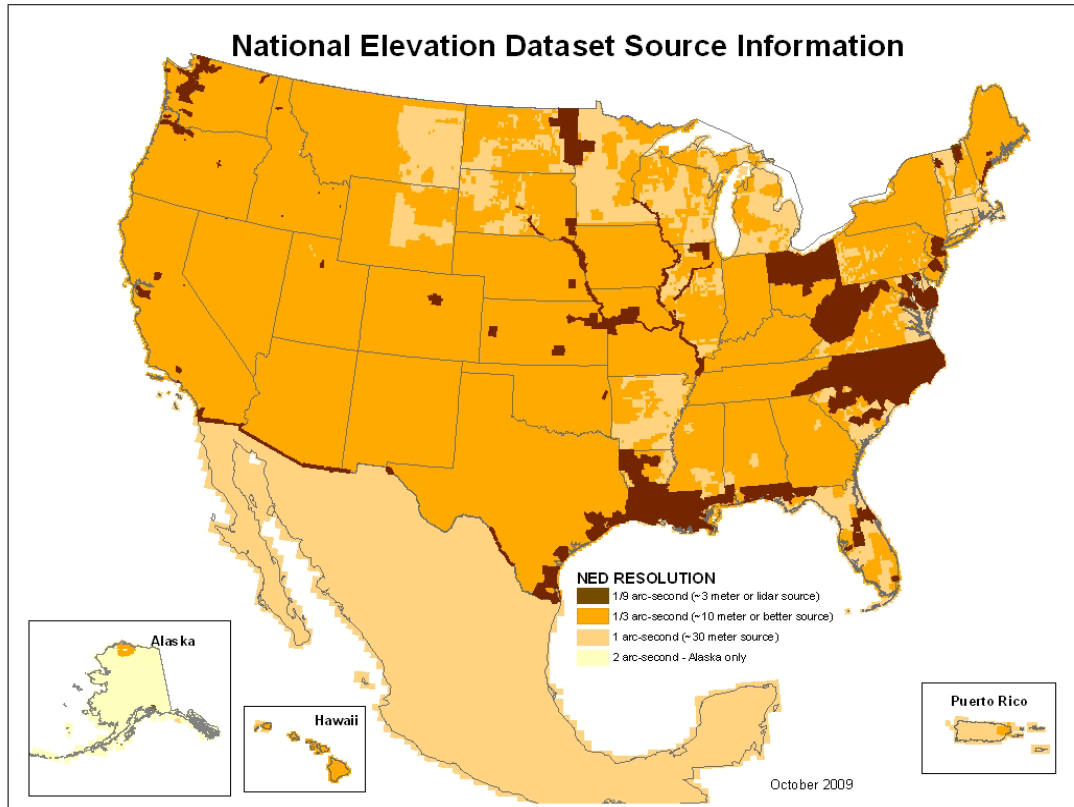 National Elevation Dataset Source Information
NED RESOLUTION
1/9 arc-second (~3 meter or lidar source)
1/3 arc-second (~10 meter or better source)
1 arc-second (~30 meter source)
2 arc-second - Alaska only
Alaska
Hawaii
Puerto Rico
October 2009